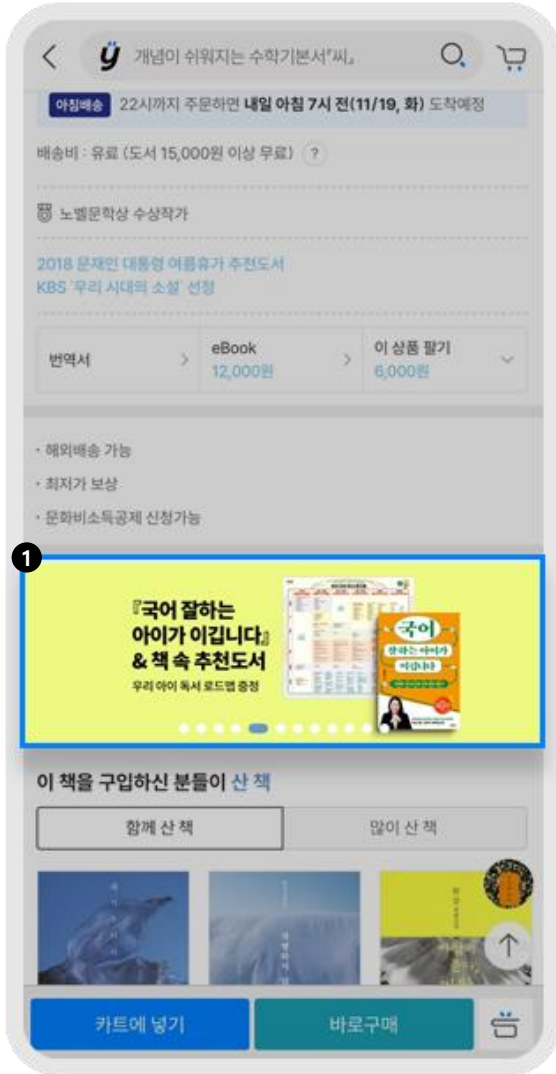 개념이 쉬워지는 수학기본서『씨』
아침배송 22시까지 주문하면 내일 아침 7시 전(11/19, 화) 도착예정
배송비 : 유료 (도서 15,000원 이상 무료) ?
노벨문학상 수상작가
2018 문재인 대통령 여름휴가 추천도서
KBS '우리 시대의 소설' 선정
번역서
eBook
12,000원
이 상품 팔기
6,000원
· 해외배송 가능
· 최저가 보상
· 문화비소득공제 신청가능
1
『국어 잘하는
아이가 이깁니다』
& 책 속 추천도서
우리 아이 독서 로드맵 증정
국어
잘하는 아이가
이깁니다
이 책을 구입하신 분들이 산 책
함께 산 책
많이 산 책
카트에 넣기
바로구매